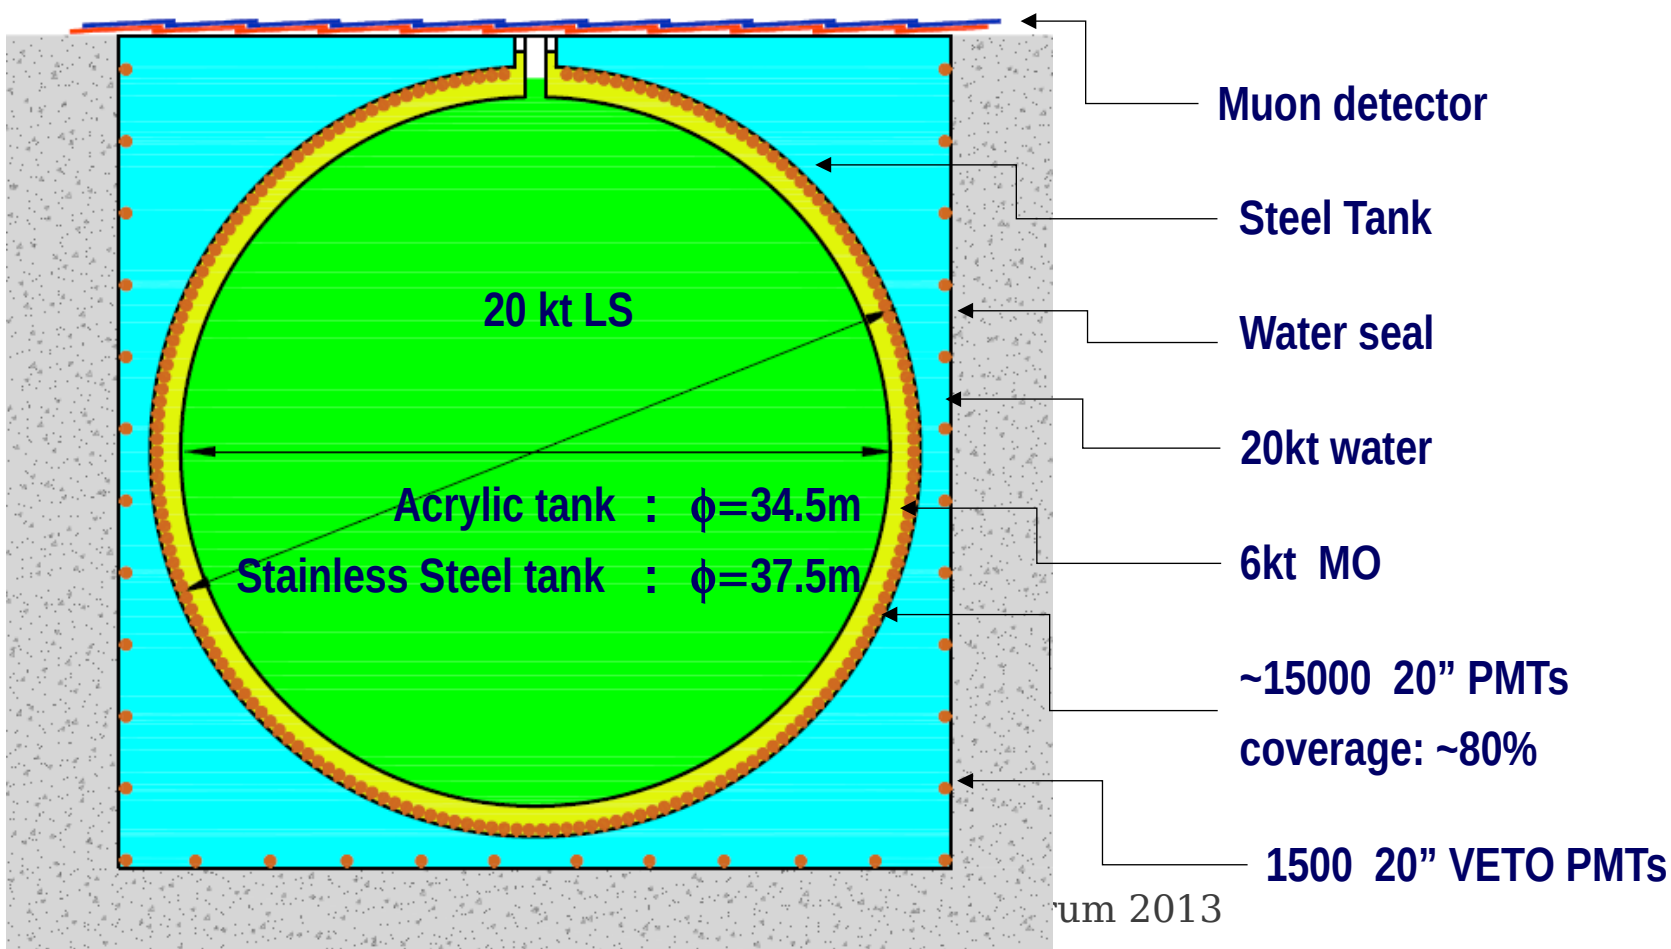 Muon detector
Steel Tank
20 kt LS
Water seal
20kt water
Acrylic tank : ϕ=34.5m
6kt MO
Stainless Steel tank : ϕ=37.5m
~15000 20” PMTs
coverage: ~80%
1500 20” VETO PMTs
2013